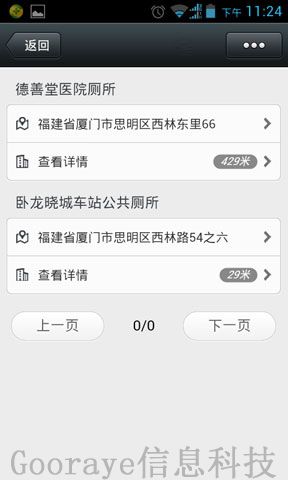 下午 11:24
返回
德善堂医院厕所
福建省厦门市思明区西林东里66
查看详情 429米
卧龙晓城车站公共厕所
福建省厦门市思明区西林路54之六
查看详情 29米
上一页 0/0 下一页
Gooraye信息科技